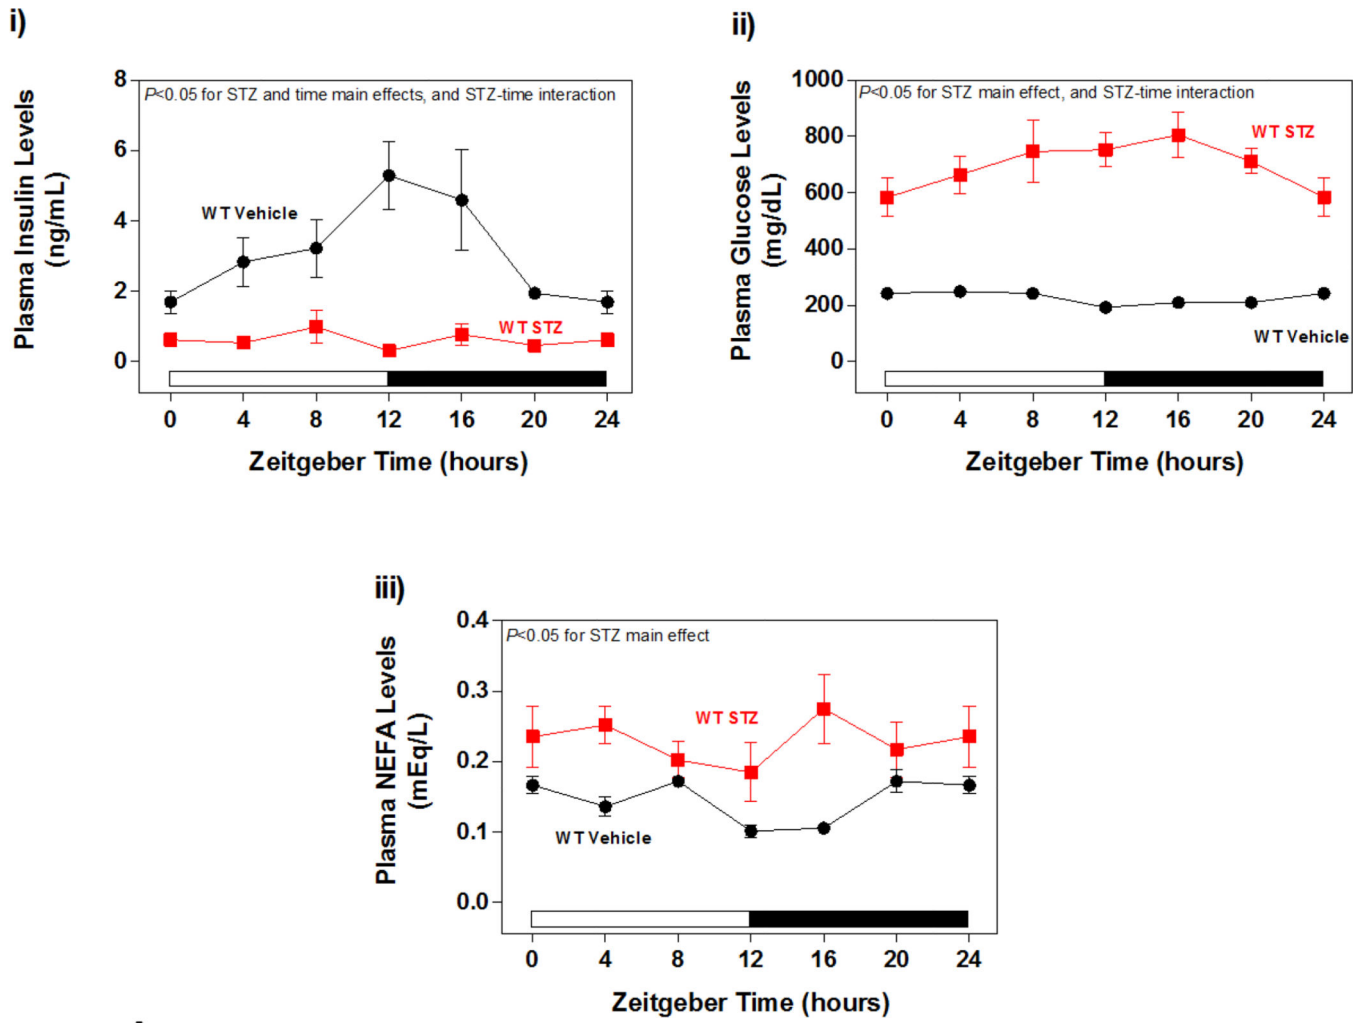 i)
Plasma Insulin Levels
(ng/mL)
8
6
4
2
0
P<0.05 for STZ and time main effects, and STZ-time interaction
WT Vehicle
WT STZ
0 4 8 12 16 20 24
Zeitgeber Time (hours)
ii)
Plasma Glucose Levels
(mg/dL)
1000
800
600
400
200
0
P<0.05 for STZ main effect, and STZ-time interaction
WT STZ
WT Vehicle
0 4 8 12 16 20 24
Zeitgeber Time (hours)
iii)
Plasma NEFA Levels
(mEq/L)
0.4
0.3
0.2
0.1
0.0
P<0.05 for STZ main effect
WT STZ
WT Vehicle
0 4 8 12 16 20 24
Zeitgeber Time (hours)